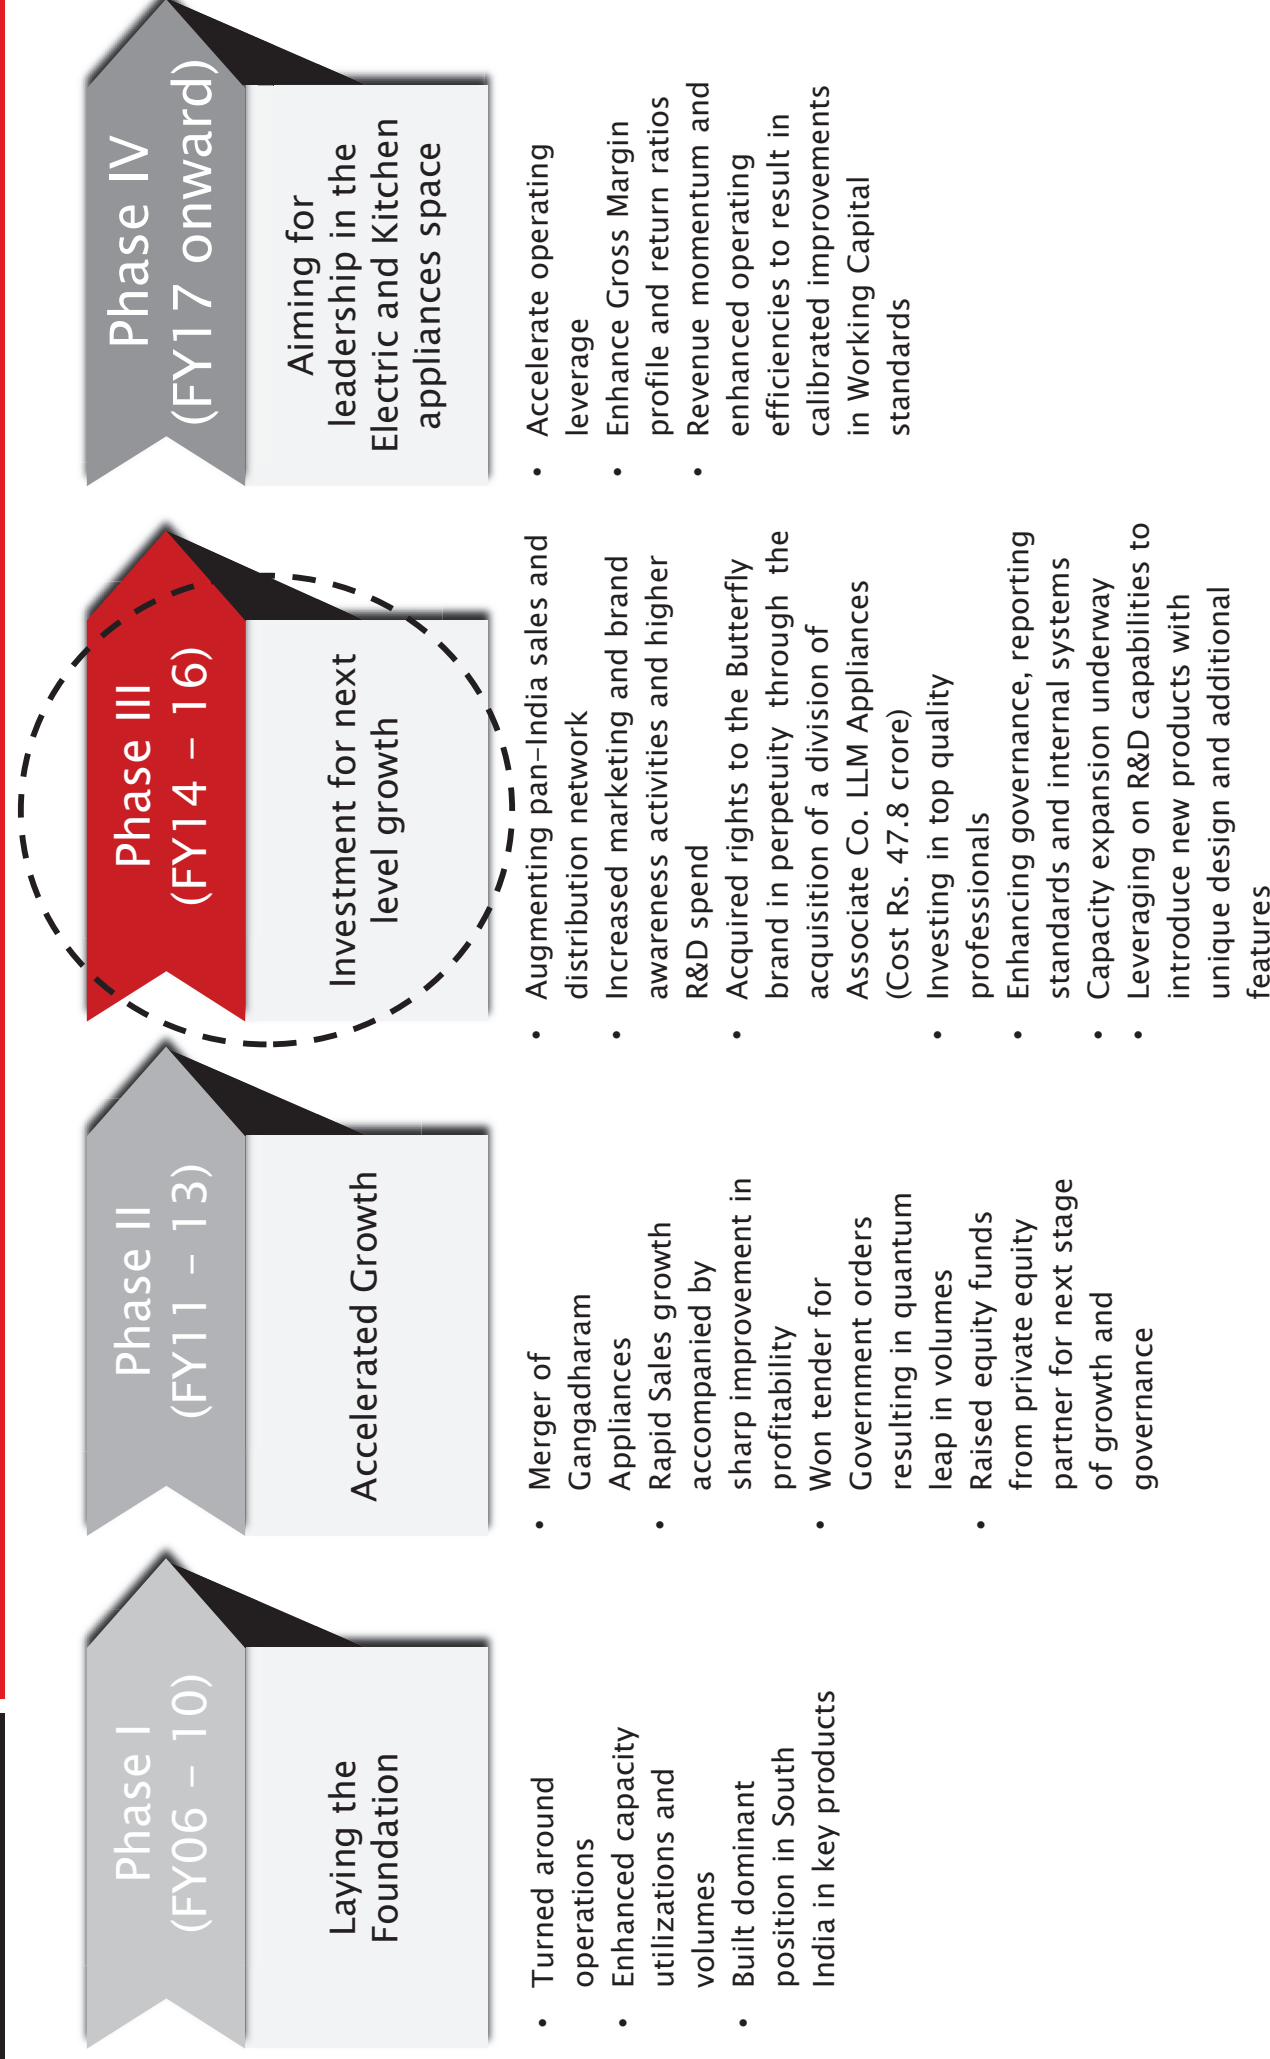 Phase I
(FY06 – 10)
Laying the
Foundation
• Turned around
operations
• Enhanced capacity
utilizations and
volumes
• Built dominant
position in South
India in key products
Phase II
(FY11 – 13)
Accelerated Growth
• Merger of
Gangadharam
Appliances
• Rapid Sales growth
accompanied by
sharp improvement in
profitability
• Won tender for
Government orders
resulting in quantum
leap in volumes
• Raised equity funds
from private equity
partner for next stage
of growth and
governance
Phase III
(FY14 – 16)
Investment for next
level growth
• Augmenting pan-India sales and
distribution network
• Increased marketing and brand
awareness activities and higher
R&D spend
• Acquired rights to the Butterfly
brand in perpetuity through the
acquisition of a division of
Associate Co. LLM Appliances
(Cost Rs. 47.8 crore)
• Investing in top quality
professionals
• Enhancing governance, reporting
standards and internal systems
• Capacity expansion underway
• Leveraging on R&D capabilities to
introduce new products with
unique design and additional
features
Phase IV
(FY17 onward)
Aiming for
leadership in the
Electric and Kitchen
appliances space
• Accelerate operating
leverage
• Enhance Gross Margin
profile and return ratios
• Revenue momentum and
enhanced operating
efficiencies to result in
calibrated improvements
in Working Capital
standards